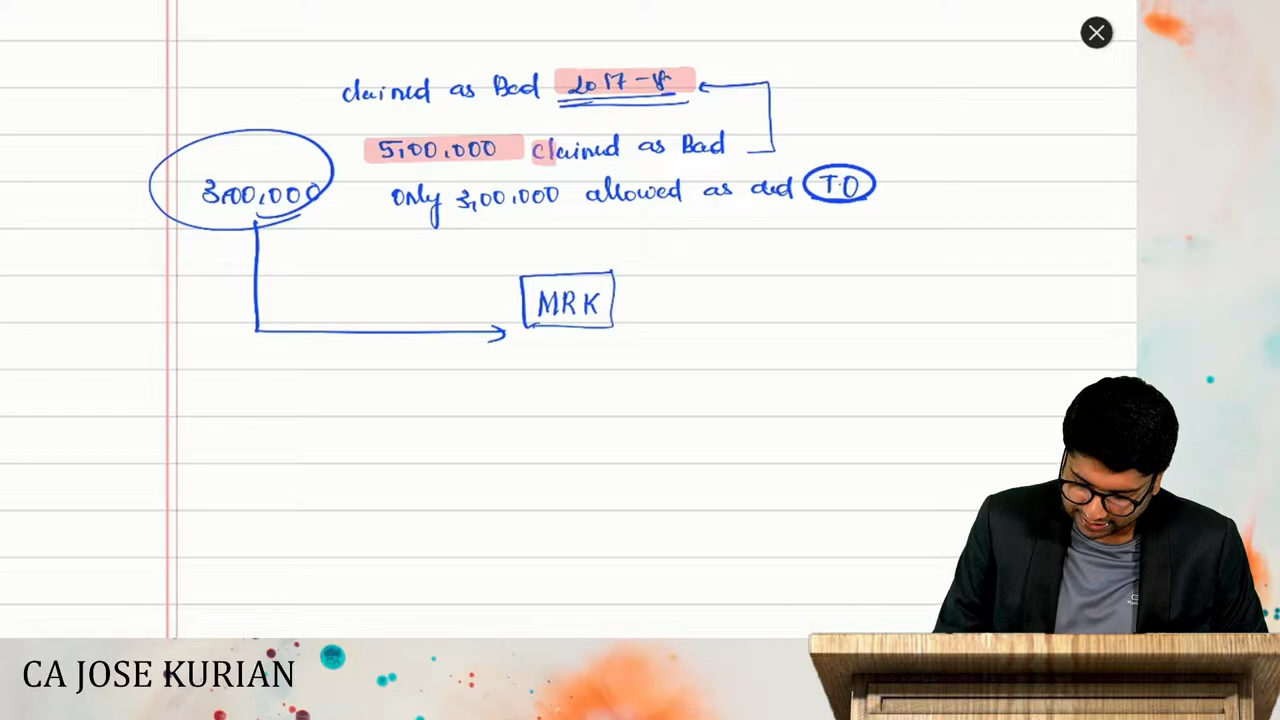 claimed as Bad 2017-18
5,00,000 claimed as Bad
3,00,000 only 3,00,000 allowed as ded T.O
MRK
CA JOSE KURIAN